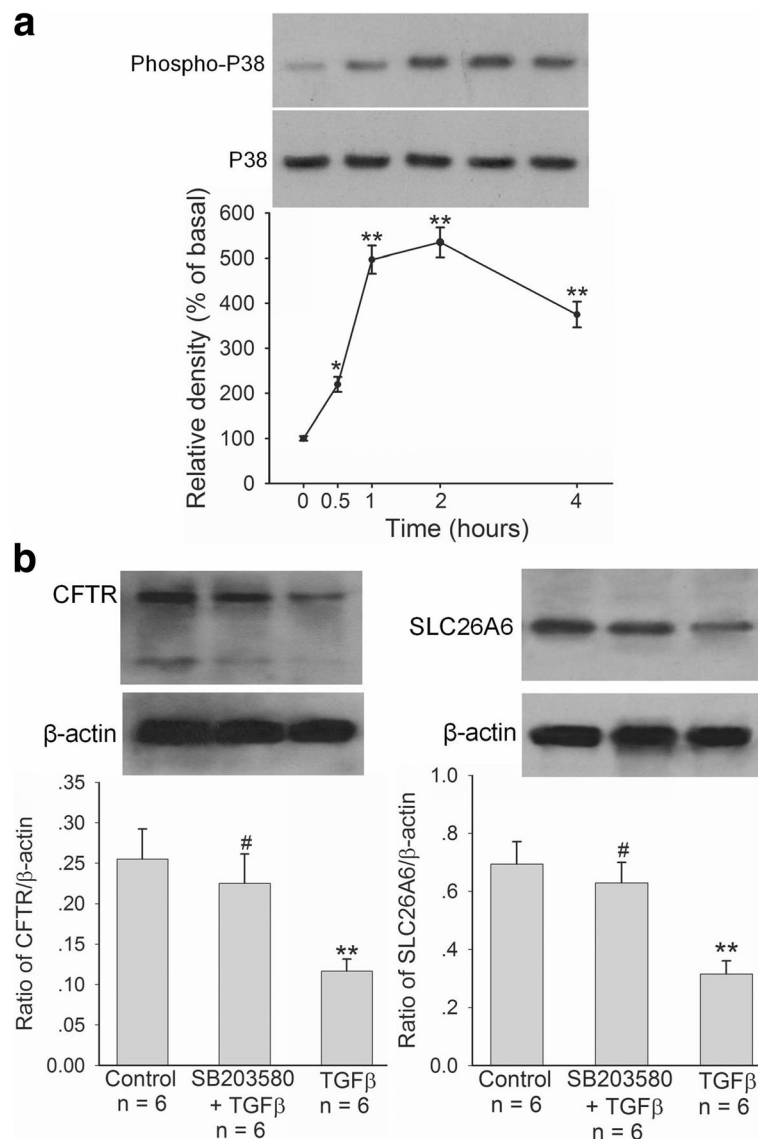 a
Phospho-P38
P38
Relative density (% of basal)
600
500
400
300
200
100
0
*
**
**
**
0 0.5 1 2 4
Time (hours)
b
CFTR
β-actin
Ratio of CFTR/β-actin
.35
.30
.25
.20
.15
.10
.05
0.00
#
**
Control
n = 6
SB203580
+ TGFβ
n = 6
TGFβ
n = 6
SLC26A6
β-actin
Ratio of SLC26A6/β-actin
1.0
.8
.6
.4
.2
0.0
#
**
Control
n = 6
SB203580
+ TGFβ
n = 6
TGFβ
n = 6